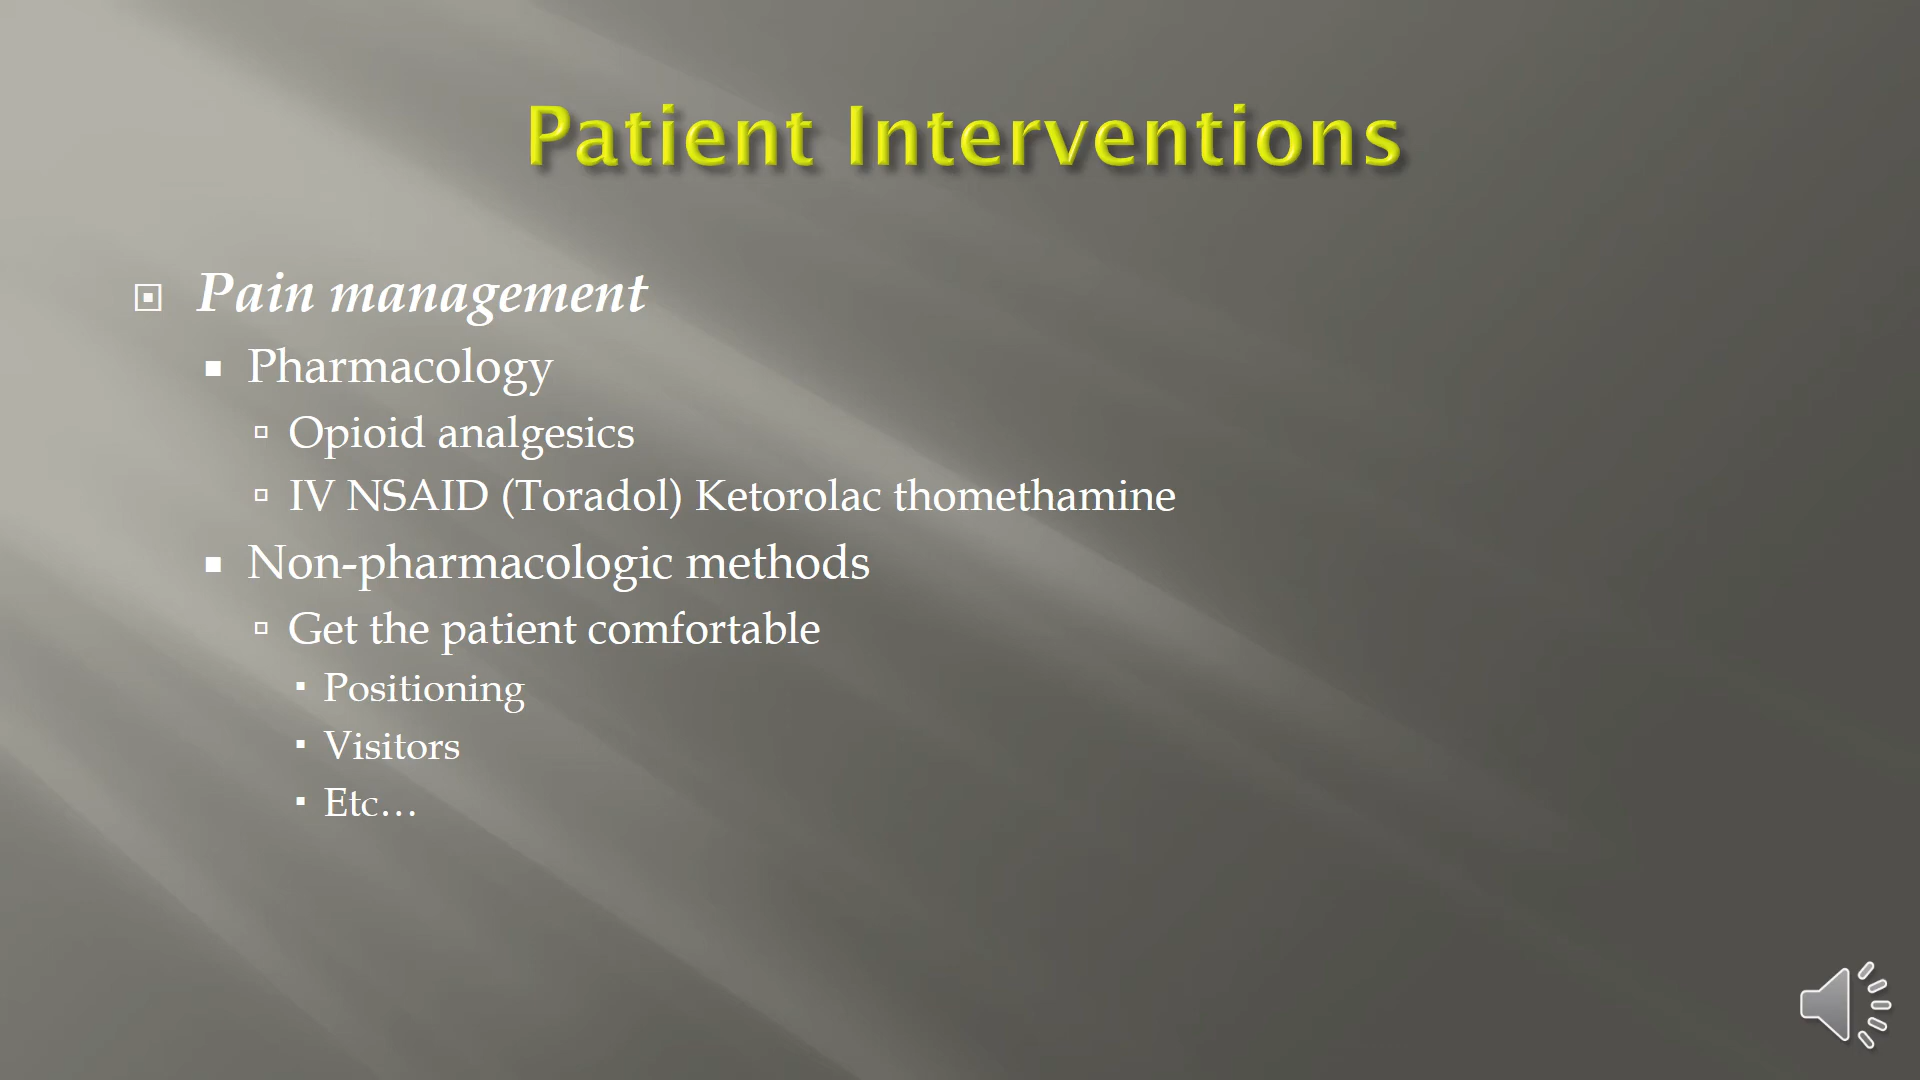 Patient Interventions
Pain management
Pharmacology
Opioid analgesics
IV NSAID (Toradol) Ketorolac thomethamine
Non-pharmacologic methods
Get the patient comfortable
Positioning
Visitors
Etc…